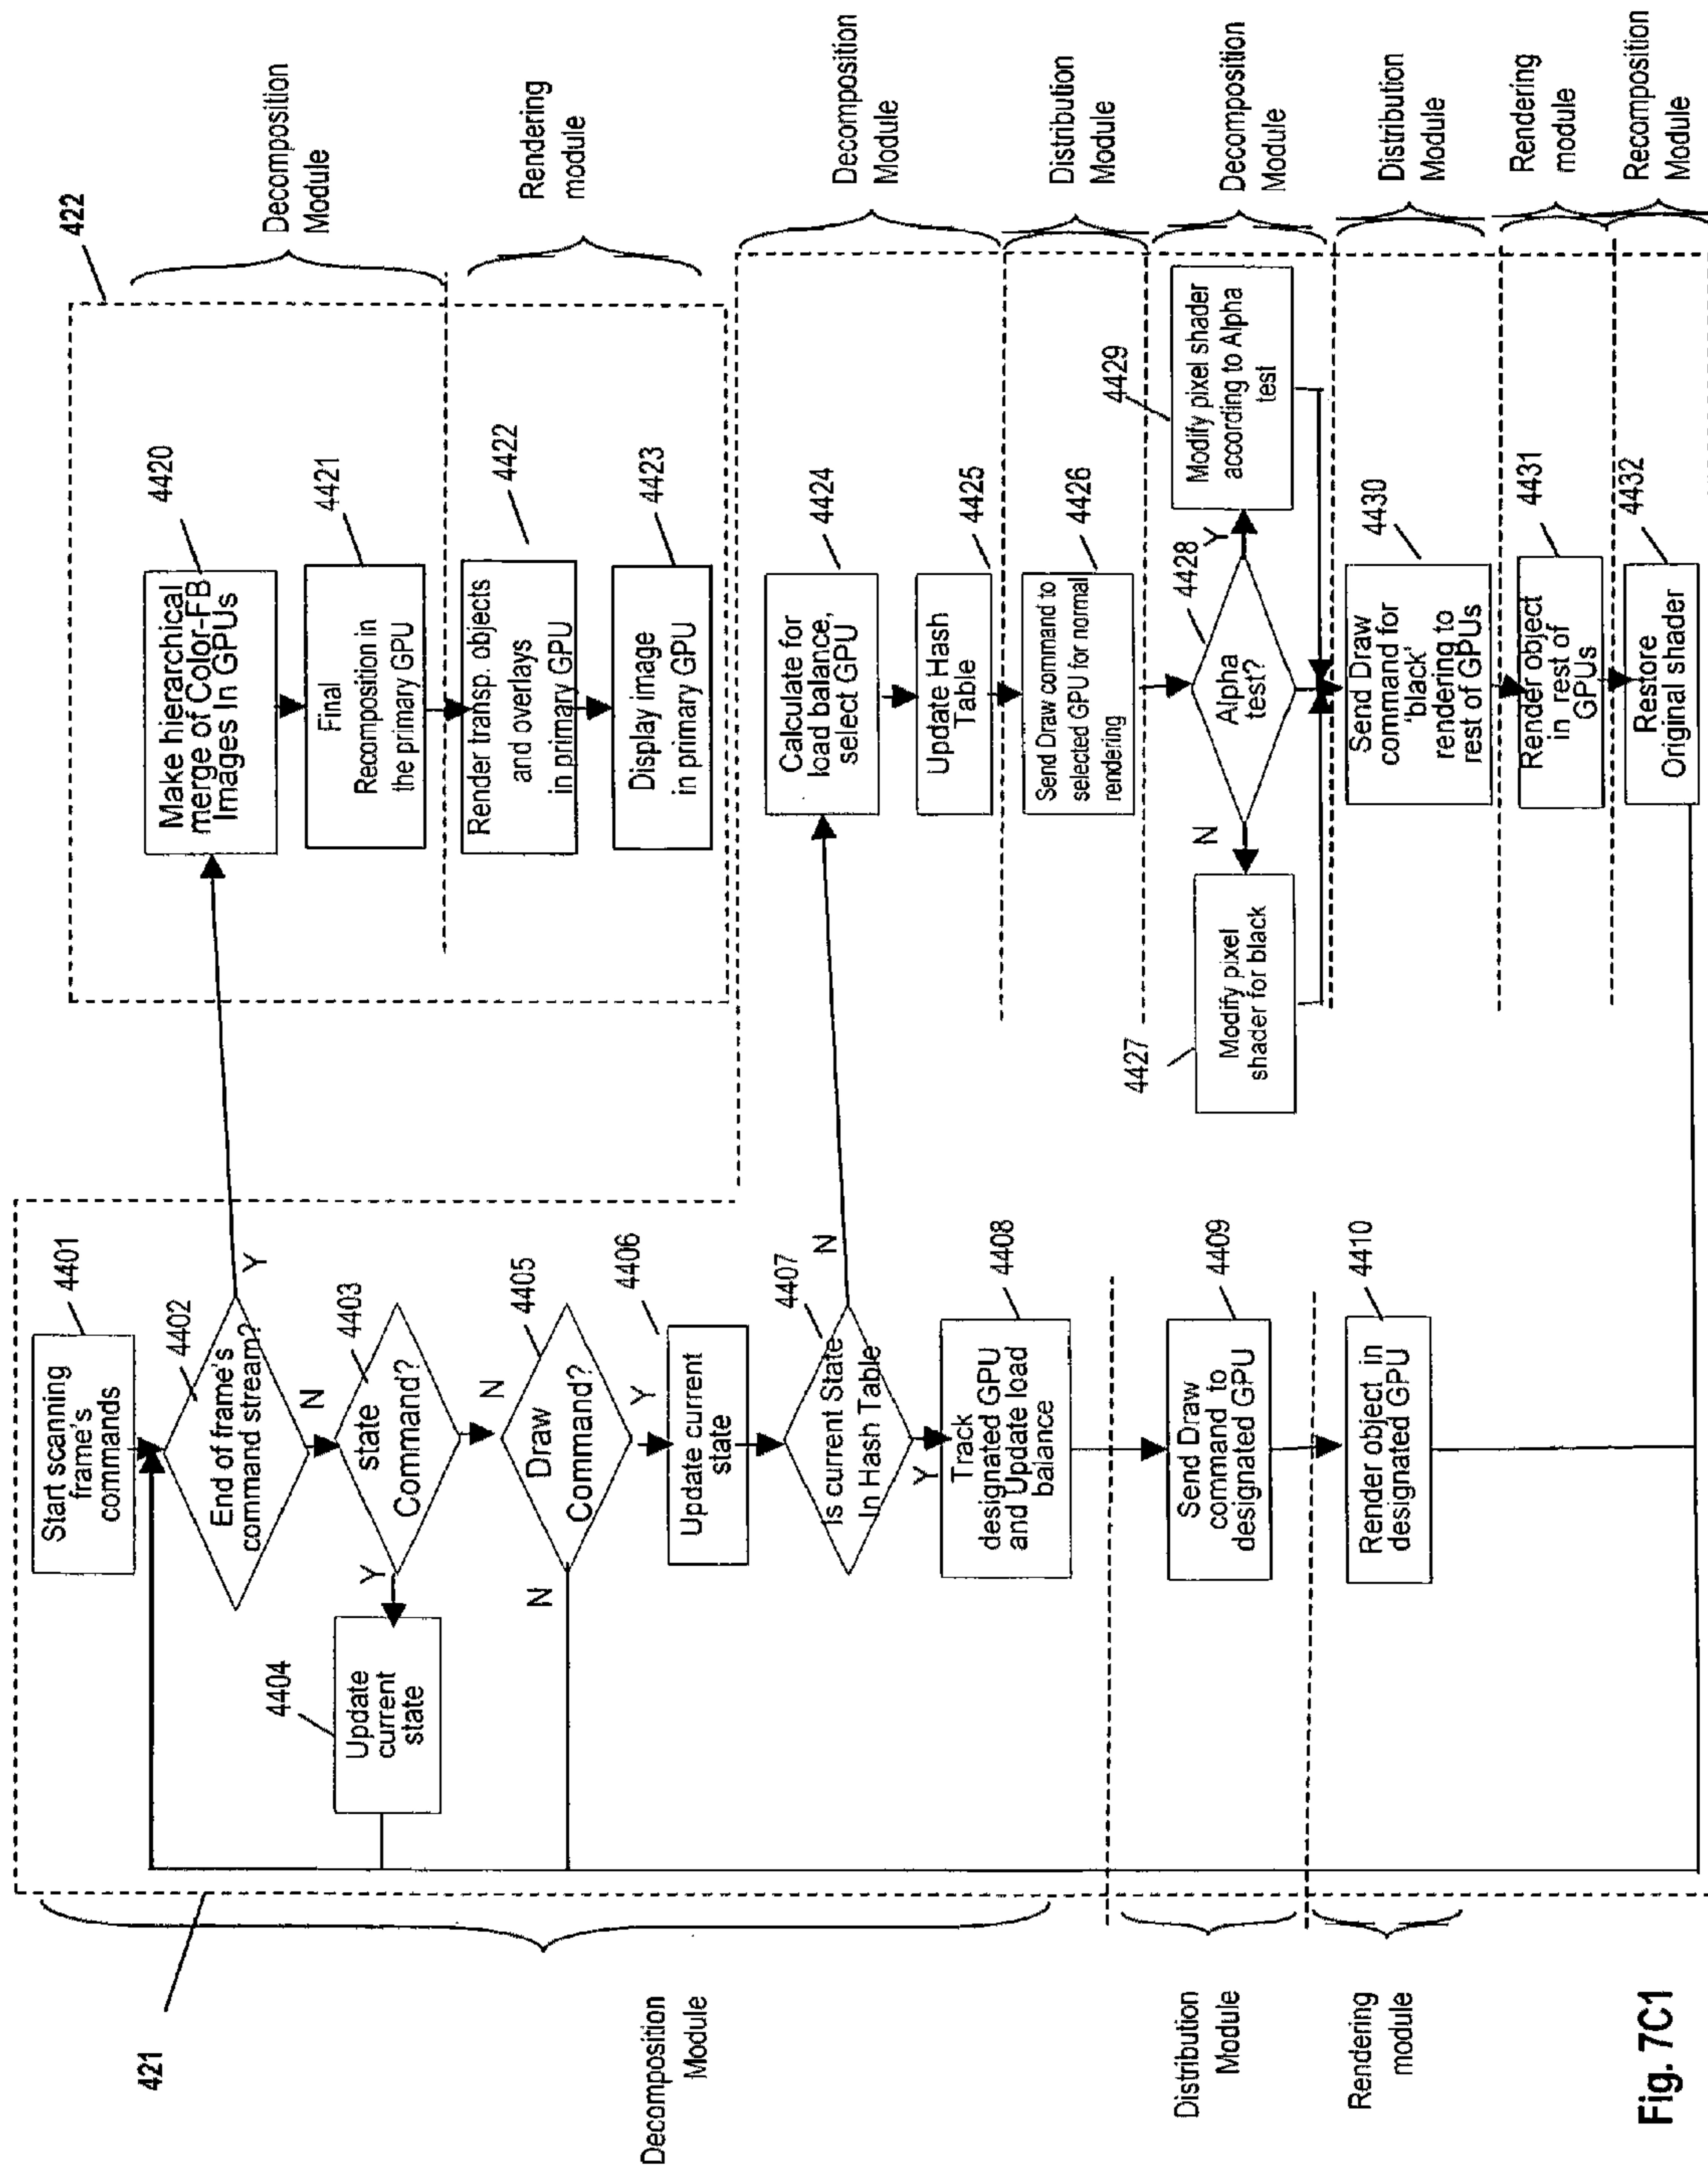 421
Decomposition
Module
Distribution
Module
Rendering
module
Start scanning
frame's
commands
4401
4402
End of frame's
command stream?
Y
N
4403
state
Command?
Y
N
4404
Update
current
state
4405
Draw
Command?
N
Y
4406
Update current
state
4407
Is current State
In Hash Table
N
Y
4408
Track
designated GPU
and Update load
balance
4409
Send Draw
command to
designated GPU
4410
Render object in
designated GPU
422
4420
Make hierarchical
merge of Color-FB
Images In GPUs
4421
Final
Recomposition in
the primary GPU
4422
Render transp. objects
and overlays
in primary GPU
4423
Display image
in primary GPU
Decomposition
Module
Rendering
module
4424
Calculate for
load balance,
select GPU
4425
Update Hash
Table
4426
Send Draw command to
selected GPU for normal
rendering
4428
Alpha
test?
N
Y
4427
Modify pixel
shader for black
4429
Modify pixel shader
according to Alpha
test
4430
Send Draw
command for
'black'
rendering to
rest of GPUs
4431
Render object
in rest of
GPUs
4432
Restore
Original shader
Decomposition
Module
Distribution
Module
Decomposition
Module
Distribution
Module
Rendering
module
Recomposition
Module
Fig. 7C1